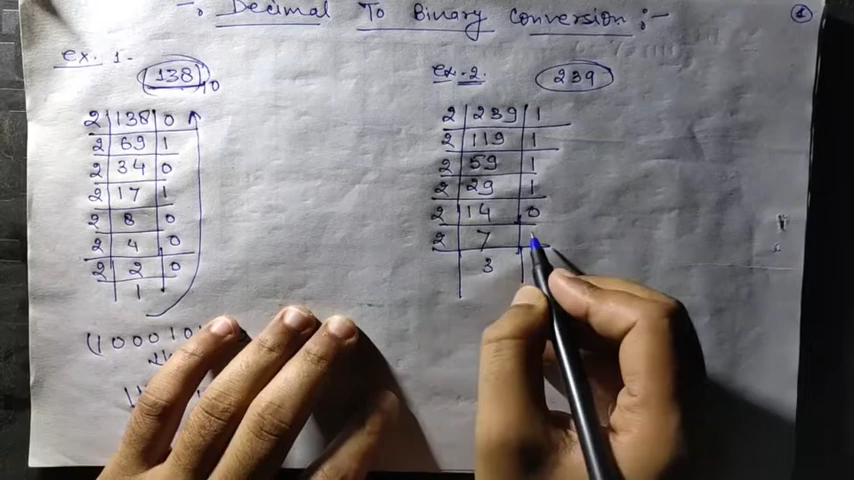 -: Decimal To Binary Conversion :-
1
ex. 1-
(138)10
2 | 138 | 0
2 | 69 | 1
2 | 34 | 0
2 | 17 | 1
2 | 8 | 0
2 | 4 | 0
2 | 2 | 0
1
(1000101
ex.-2.
239
2 | 239 | 1
2 | 119 | 1
2 | 59 | 1
2 | 29 | 1
2 | 14 | 0
2 | 7
3